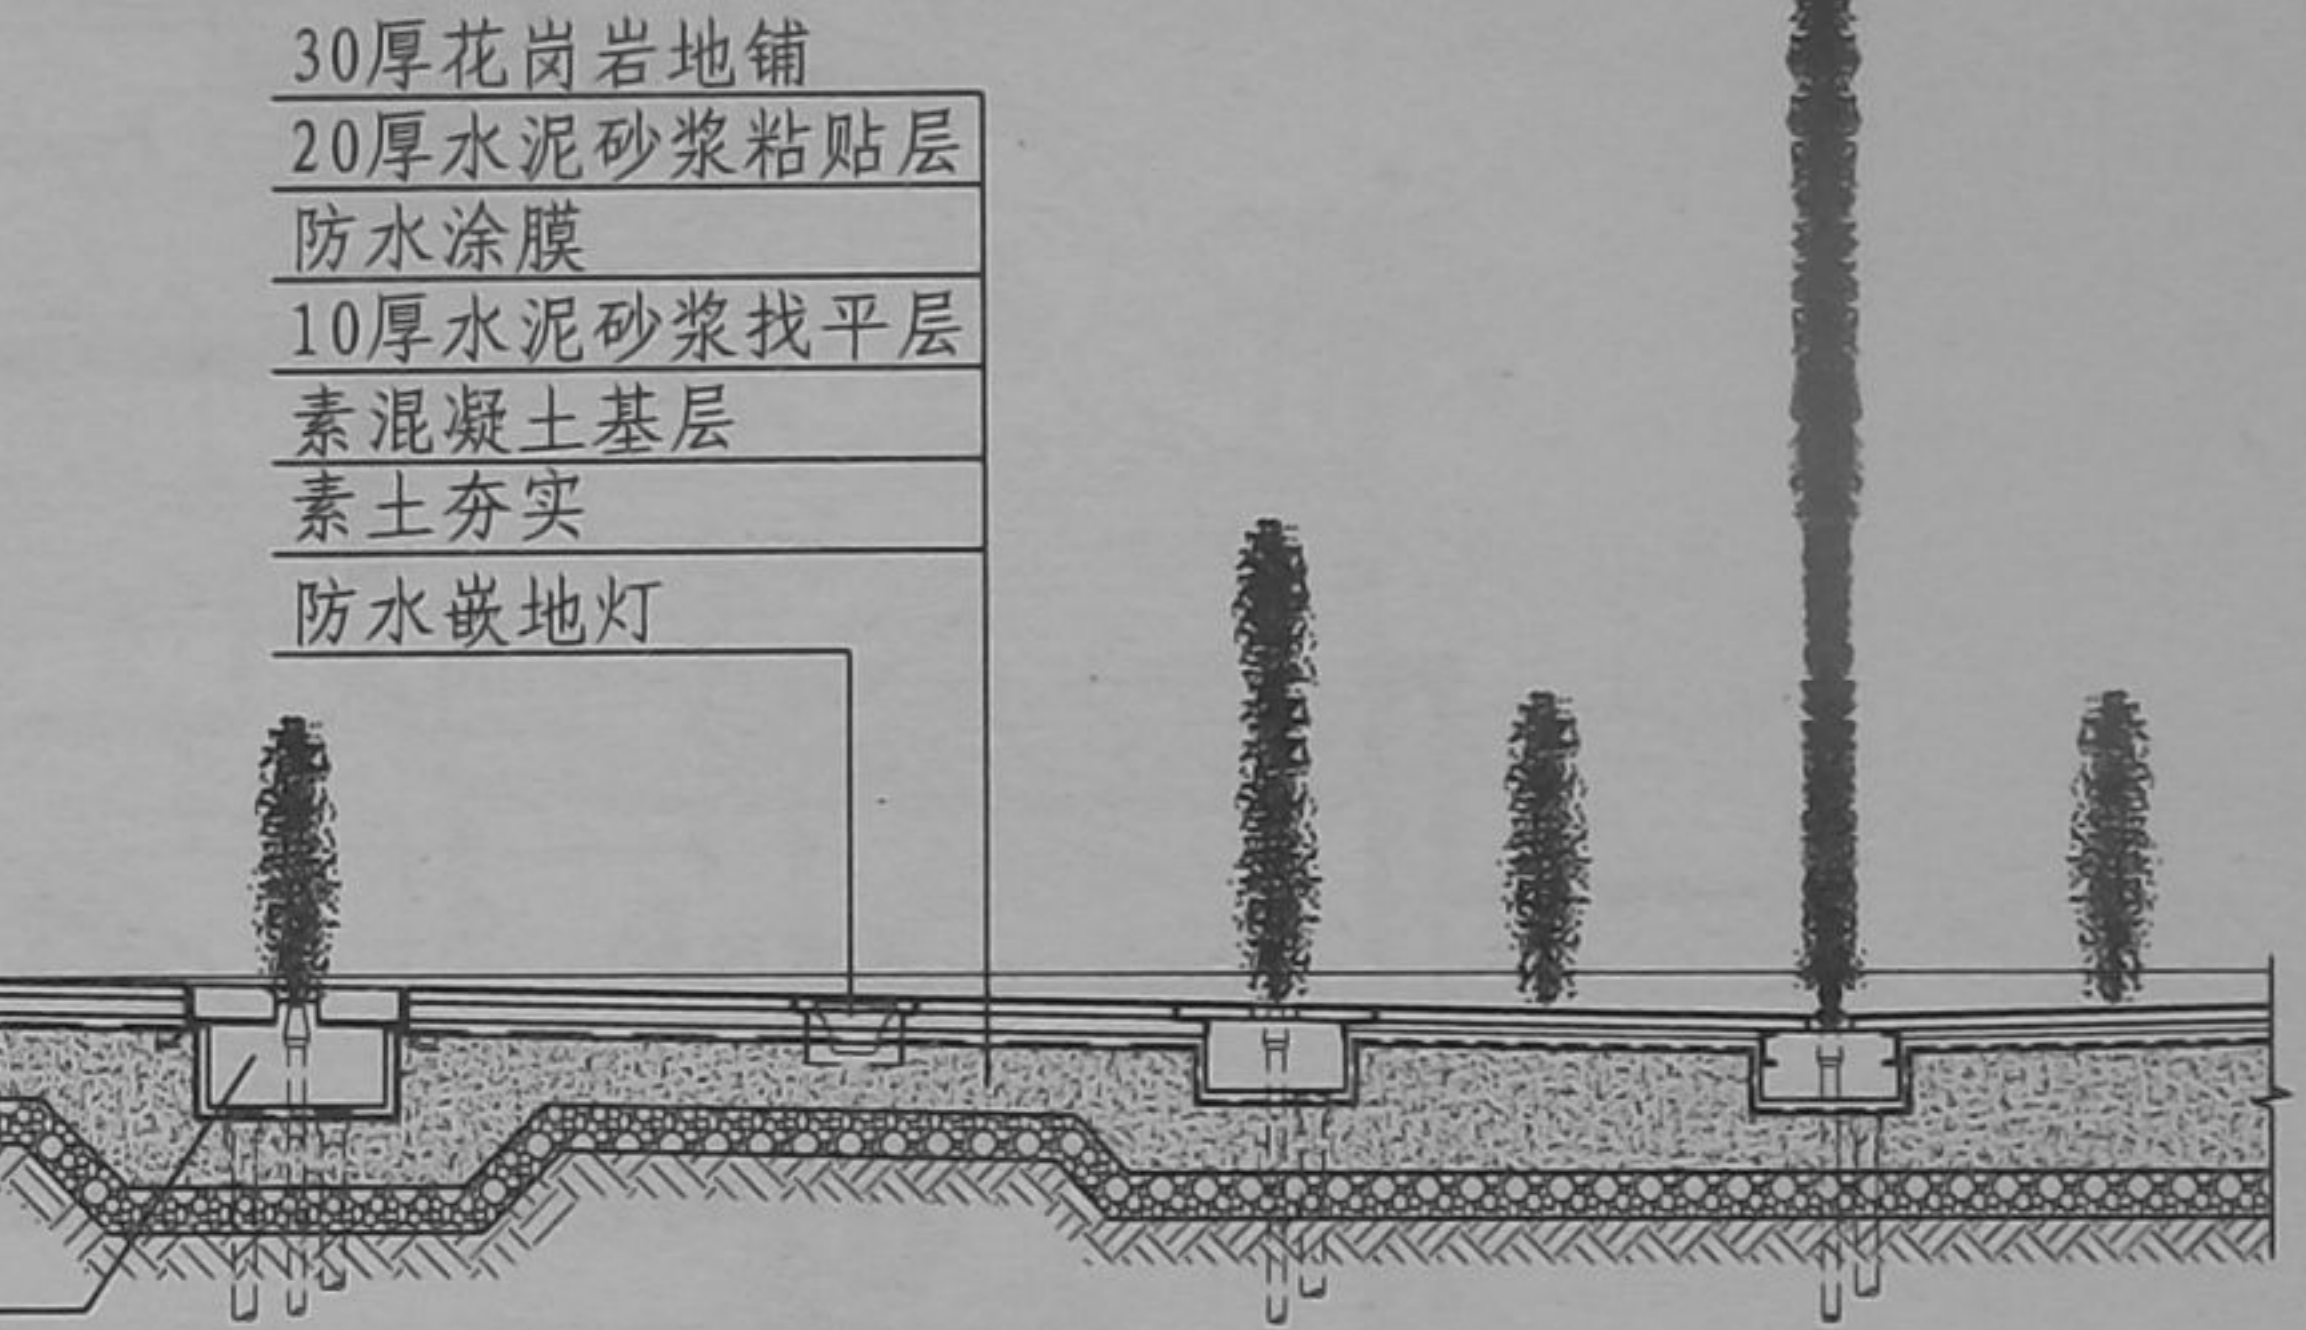 30厚花岗岩地铺
20厚水泥砂浆粘贴层
防水涂膜
10厚水泥砂浆找平层
素混凝土基层
素土夯实
防水嵌地灯